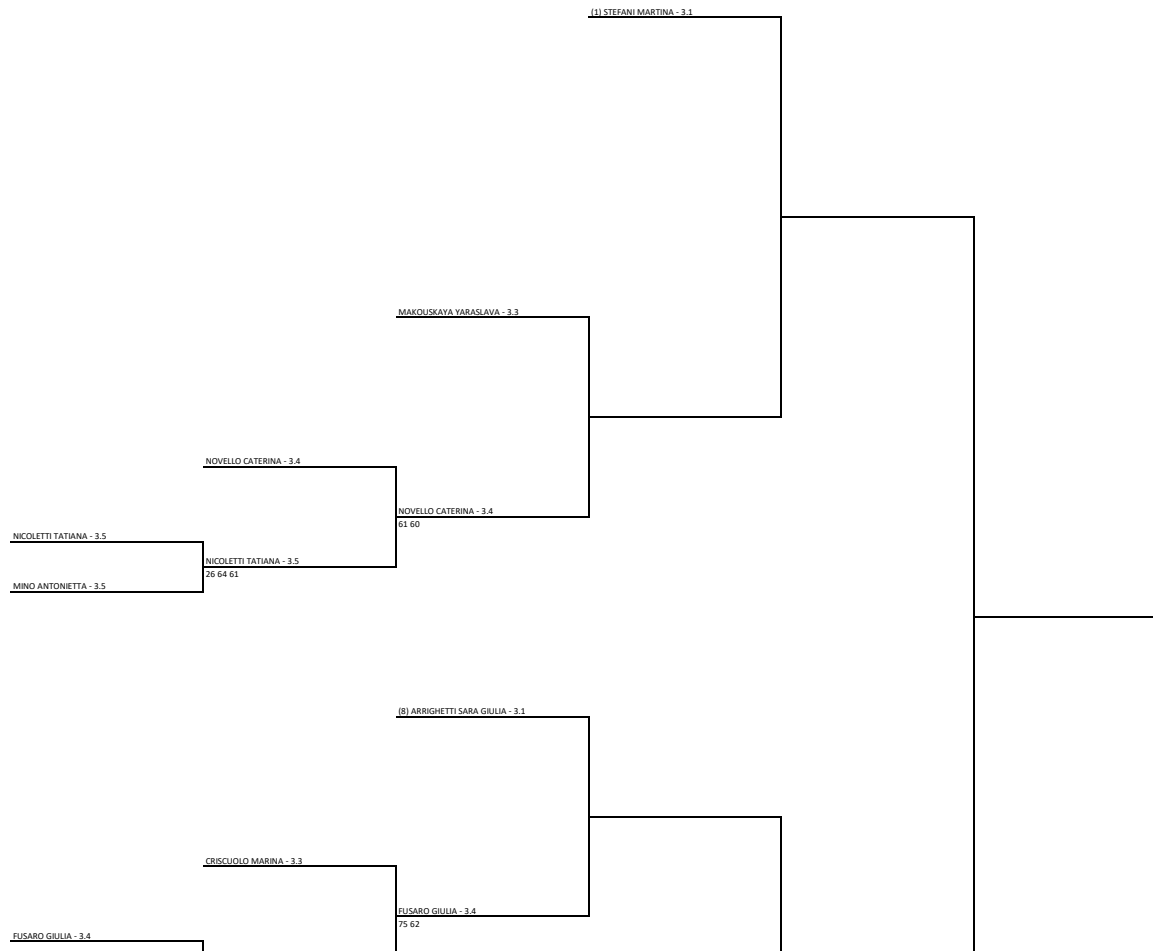 (1) STEFANI MARTINA - 3.1
MAKOUSKAYA YARASLAVA - 3.3
NOVELLO CATERINA - 3.4
NOVELLO CATERINA - 3.4
61 60
NICOLETTI TATIANA - 3.5
NICOLETTI TATIANA - 3.5
26 64 61
MINO ANTONIETTA - 3.5
(8) ARRIGHETTI SARA GIULIA - 3.1
CRISCUOLO MARINA - 3.3
FUSARO GIULIA - 3.4
75 62
FUSARO GIULIA - 3.4